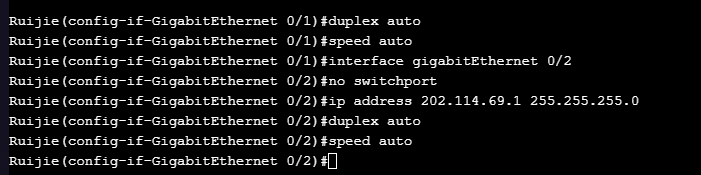 Ruijie(config-if-GigabitEthernet 0/1)#duplex auto
Ruijie(config-if-GigabitEthernet 0/1)#speed auto
Ruijie(config-if-GigabitEthernet 0/1)#interface gigabitEthernet 0/2
Ruijie(config-if-GigabitEthernet 0/2)#no switchport
Ruijie(config-if-GigabitEthernet 0/2)#ip address 202.114.69.1 255.255.255.0
Ruijie(config-if-GigabitEthernet 0/2)#duplex auto
Ruijie(config-if-GigabitEthernet 0/2)#speed auto
Ruijie(config-if-GigabitEthernet 0/2)#